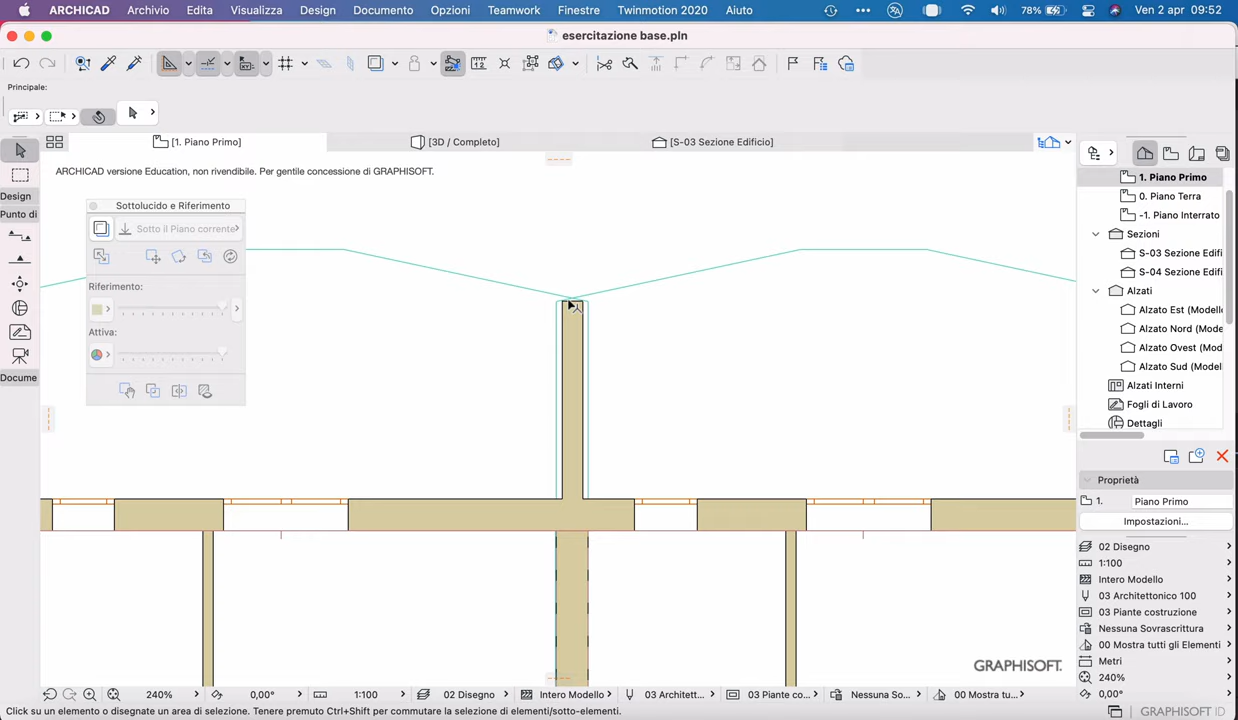 ARCHICAD Archivio Edita Visualizza Design Documento Opzioni Teamwork Finestre Twinmotion 2020 Aiuto 78% Ven 2 apr 09:52
esercitazione base.pln
Principale:
[1. Piano Primo] [3D / Completo] [S-03 Sezione Edificio]
ARCHICAD versione Education, non rivendibile. Per gentile concessione di GRAPHISOFT.
Design
Punto di
Docume
Sottolucido e Riferimento
Sotto il Piano corrente
Riferimento:
Attiva:
1. Piano Primo
0. Piano Terra
-1. Piano Interrato
Sezioni
S-03 Sezione Edifi
S-04 Sezione Edifi
Alzati
Alzato Est (Modell
Alzato Nord (Mode
Alzato Ovest (Mod
Alzato Sud (Model
Alzati Interni
Fogli di Lavoro
Dettagli
Proprietà
1. Piano Primo
Impostazioni...
02 Disegno
1:100
Intero Modello
03 Architettonico 100
03 Piante costruzione
Nessuna Sovrascrittura
00 Mostra tutti gli Elementi
Metri
240%
0,00°
GRAPHISOFT.
240% 0,00° 1:100 02 Disegno Intero Modello 03 Architett... 03 Piante co... Nessuna So... 00 Mostra tu...
Click su un elemento o disegnate un area di selezione. Tenere premuto Ctrl+Shift per commutare la selezione di elementi/sotto-elementi.
GRAPHISOFT ID